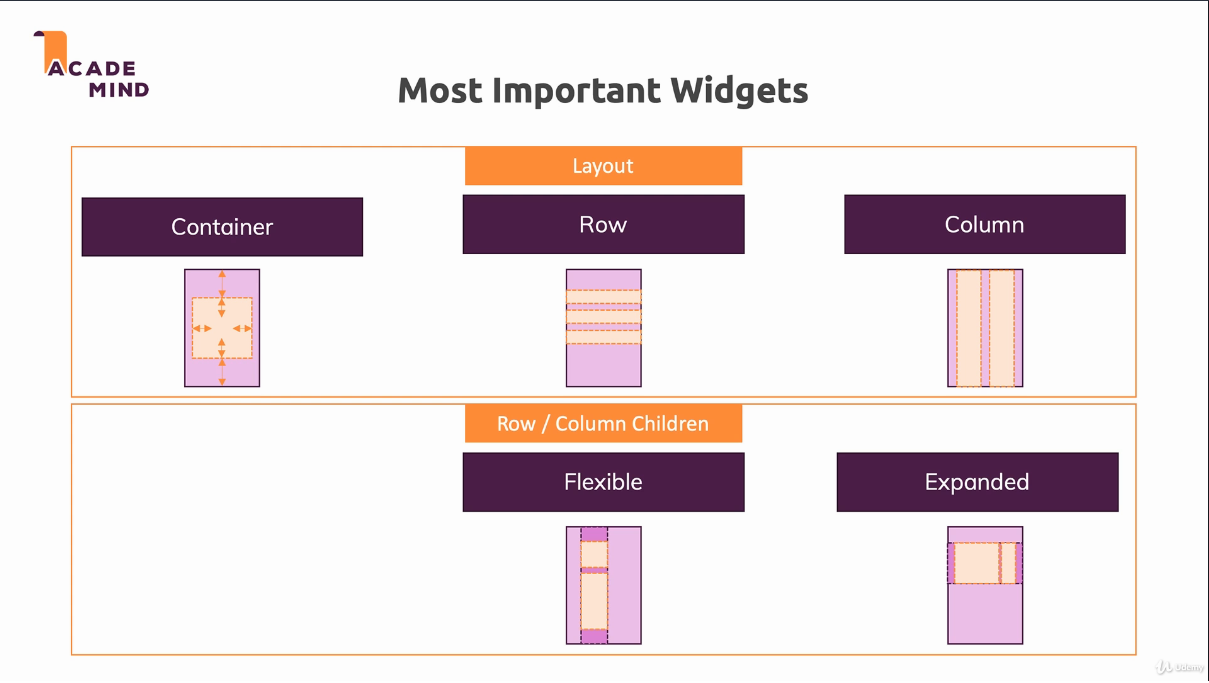 ACADE
MIND
Most Important Widgets
Layout
Container
Row
Column
Row / Column Children
Flexible
Expanded
Udemy